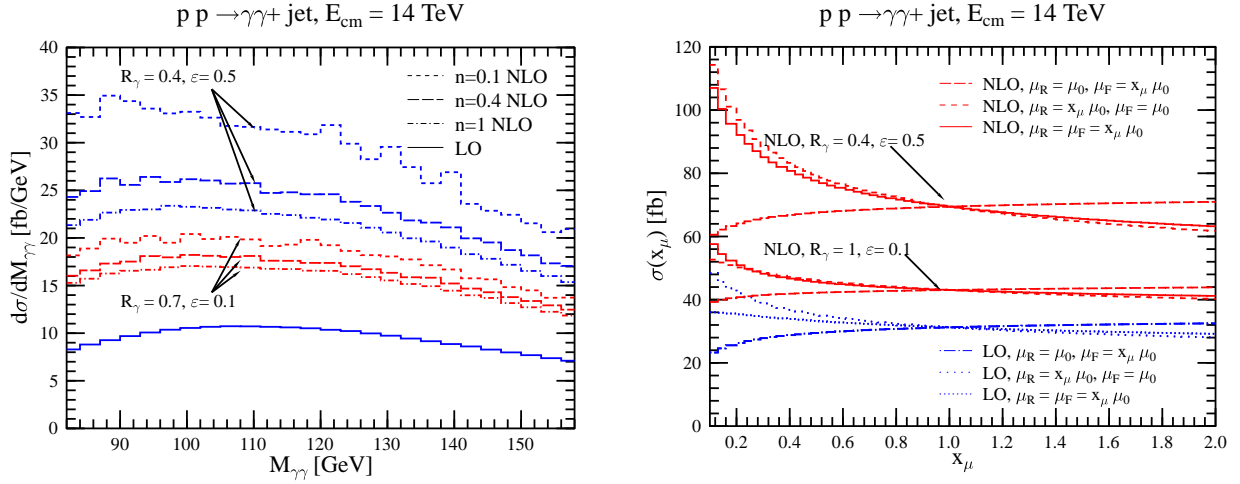 p p →γγ+ jet, E_cm = 14 TeV
40
35
30
25
20
15
10
5
0
dσ/dM_γγ [fb/GeV]
R_γ = 0.4, ε= 0.5
n=0.1 NLO
n=0.4 NLO
n=1 NLO
LO
R_γ = 0.7, ε= 0.1
90 100 110 120 130 140 150
M_γγ [GeV]
p p →γγ+ jet, E_cm = 14 TeV
120
100
80
60
40
20
0
σ(x_μ) [fb]
NLO, μ_R = μ_0, μ_F = x_μ μ_0
NLO, μ_R = x_μ μ_0, μ_F = μ_0
NLO, μ_R = μ_F = x_μ μ_0
NLO, R_γ = 0.4, ε = 0.5
NLO, R_γ = 1, ε = 0.1
LO, μ_R = μ_0, μ_F = x_μ μ_0
LO, μ_R = x_μ μ_0, μ_F = μ_0
LO, μ_R = μ_F = x_μ μ_0
0.2 0.4 0.6 0.8 1.0 1.2 1.4 1.6 1.8 2.0
x_μ